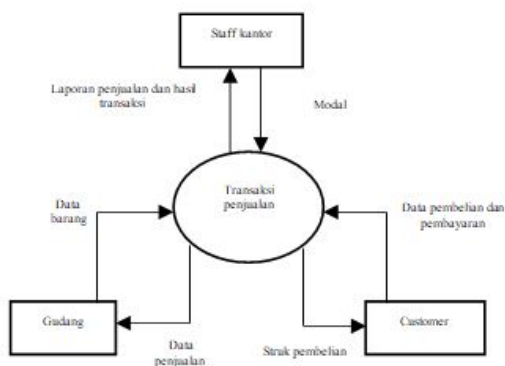 Staff kantor
Laporan penjualan dan hasil
transaksi
Modal
Transaksi
penjualan
Data
barang
Data pembelian dan
pembayaran
Gudang
Customer
Data
penjualan
Struk pembelian